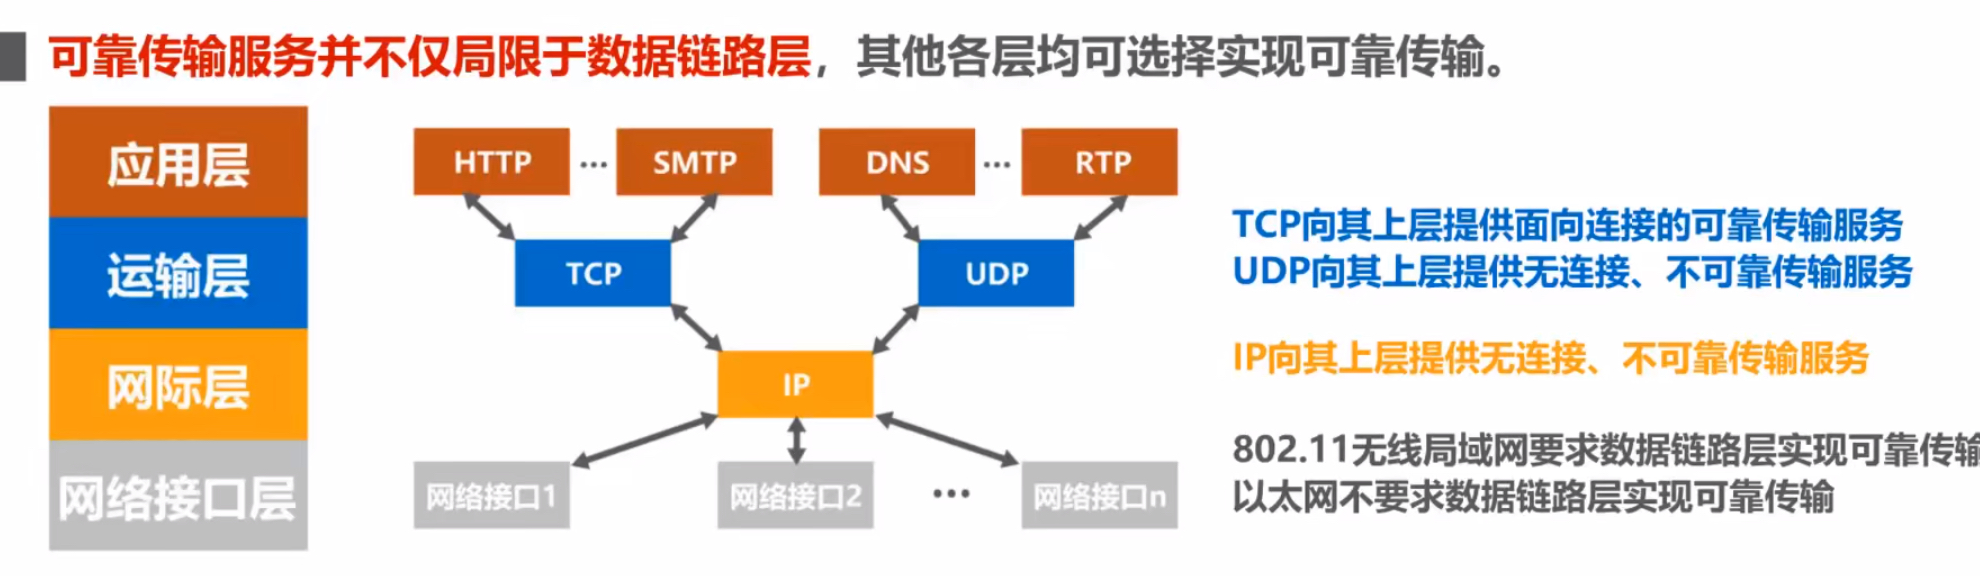 可靠传输服务并不仅局限于数据链路层，其他各层均可选择实现可靠传输。
应用层
HTTP ... SMTP DNS ... RTP
TCP向其上层提供面向连接的可靠传输服务
运输层
TCP UDP
UDP向其上层提供无连接、不可靠传输服务
网际层
IP
IP向其上层提供无连接、不可靠传输服务
802.11无线局域网要求数据链路层实现可靠传输
网络接口层
网络接口1 网络接口2 ... 网络接口n
以太网不要求数据链路层实现可靠传输